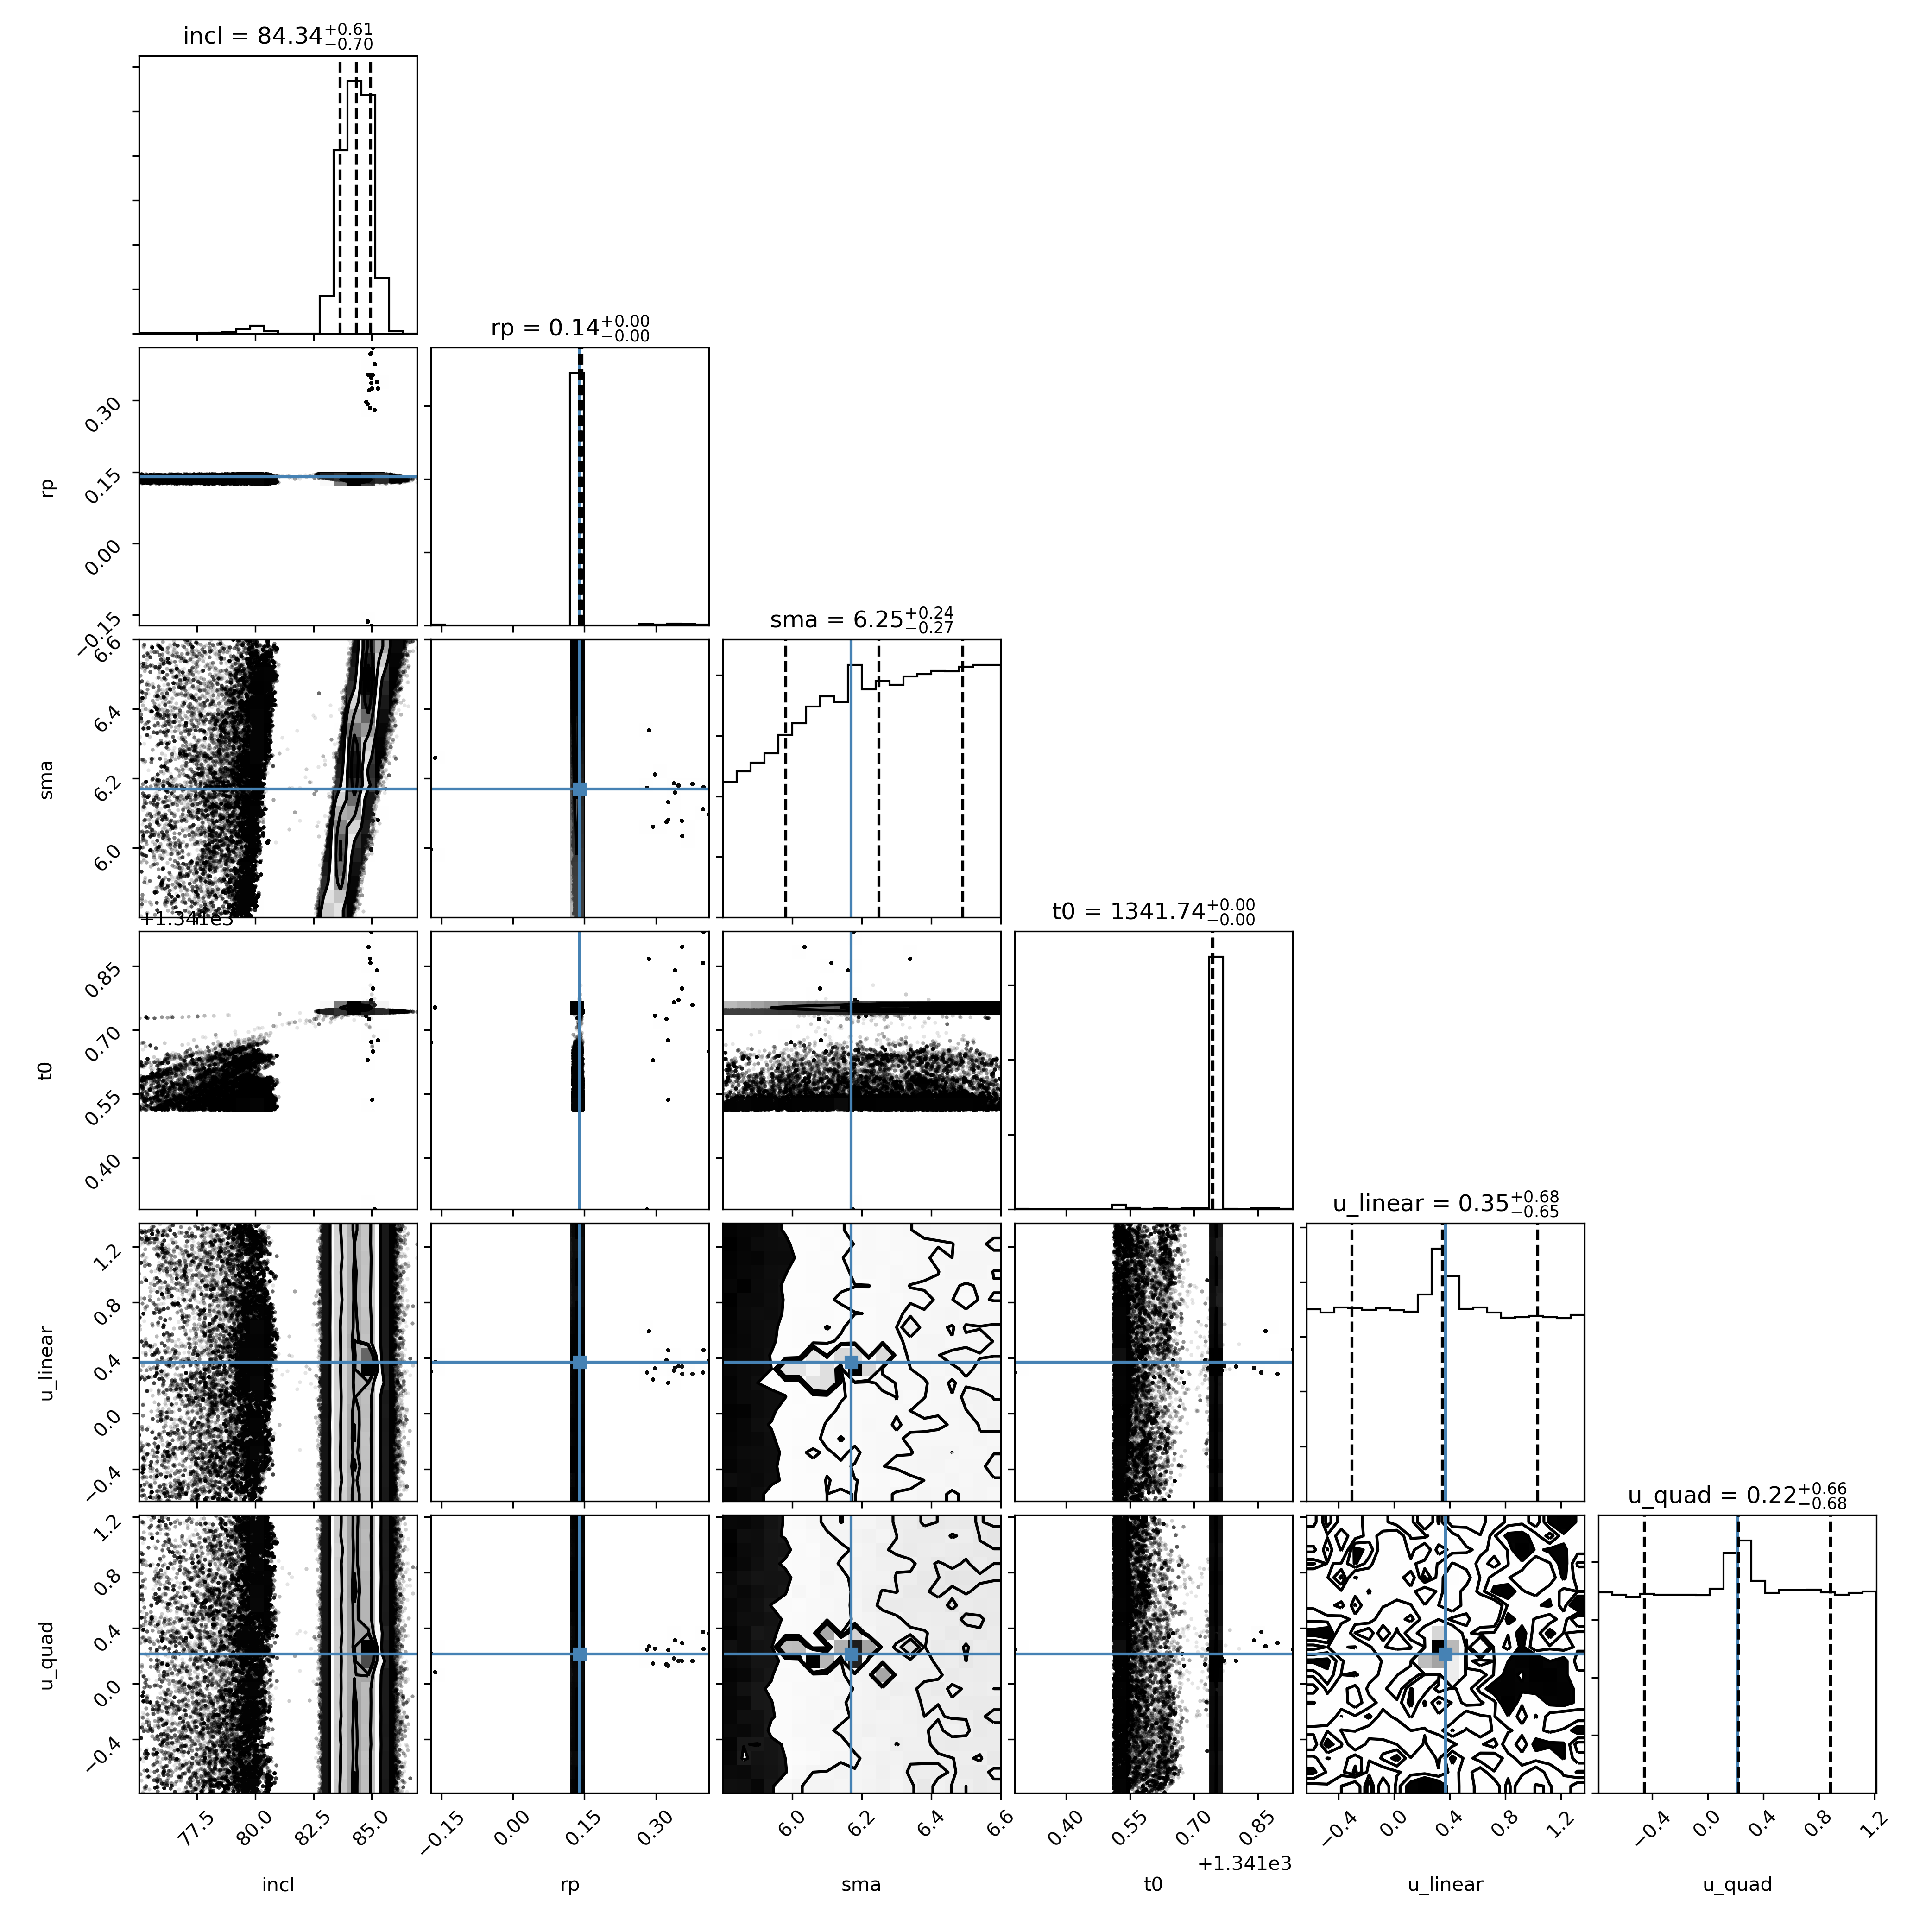 incl = 84.34+0.61−0.70
rp = 0.14+0.00−0.00
0.30
0.15
0.00
−0.15
rp
sma = 6.25+0.24−0.27
6.6
6.4
6.2
6.0
sma
+1.341e3
t0 = 1341.74+0.00−0.00
0.85
0.70
0.55
0.40
t0
u_linear = 0.35+0.68−0.65
1.2
0.8
0.4
0.0
−0.4
u_linear
u_quad = 0.22+0.66−0.68
1.2
0.8
0.4
0.0
−0.4
u_quad
77.5 80.0 82.5 85.0
−0.15 0.00 0.15 0.30
6.0 6.2 6.4 6.6
0.40 0.55 0.70 0.85
−0.4 0.0 0.4 0.8 1.2
−0.4 0.0 0.4 0.8 1.2
+1.341e3
incl rp sma t0 u_linear u_quad